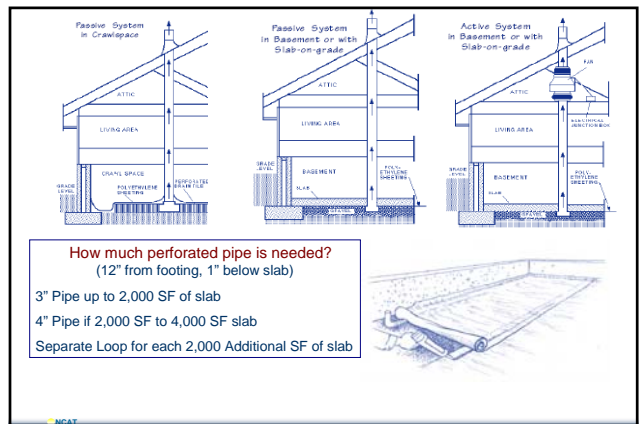 Passive System
in Crawlspace
ATTIC
LIVING AREA
GRADE
LEVEL
CRAWL SPACE
POLYETHYLENE
SHEETING
PERFORATED
DRAIN TILE
Passive System
in Basement or with
Slab-on-grade
ATTIC
LIVING AREA
GRADE
LEVEL
BASEMENT
SLAB
GRAVEL
POLY-
ETHYLENE
SHEETING
Active System
in Basement or with
Slab-on-grade
FAN
ATTIC
ELECTRICAL
JUNCTION BOX
LIVING AREA
GRADE
LEVEL
BASEMENT
SLAB
GRAVEL
POLY-
ETHYLENE
SHEETING
How much perforated pipe is needed?
(12" from footing, 1" below slab)
3" Pipe up to 2,000 SF of slab
4" Pipe if 2,000 SF to 4,000 SF slab
Separate Loop for each 2,000 Additional SF of slab
NCAT